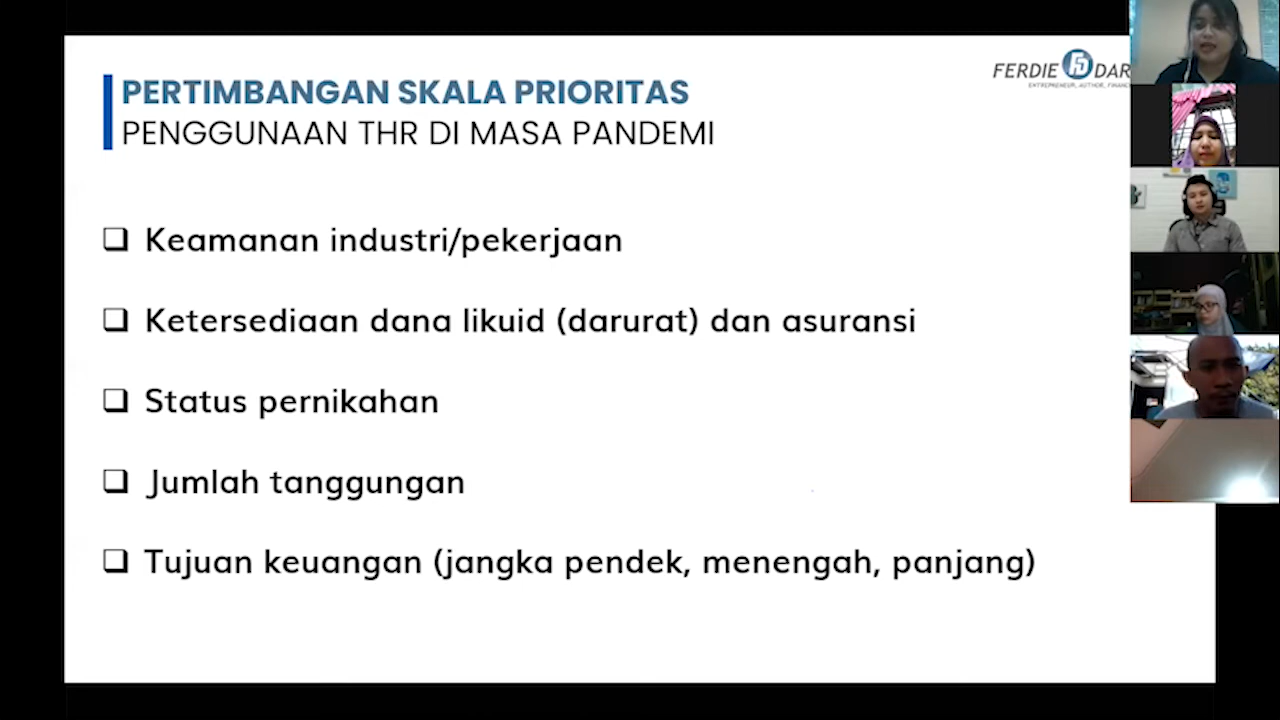 PERTIMBANGAN SKALA PRIORITAS
PENGGUNAAN THR DI MASA PANDEMI
FERDIE
Keamanan industri/pekerjaan
Ketersediaan dana likuid (darurat) dan asuransi
Status pernikahan
Jumlah tanggungan
Tujuan keuangan (jangka pendek, menengah, panjang)